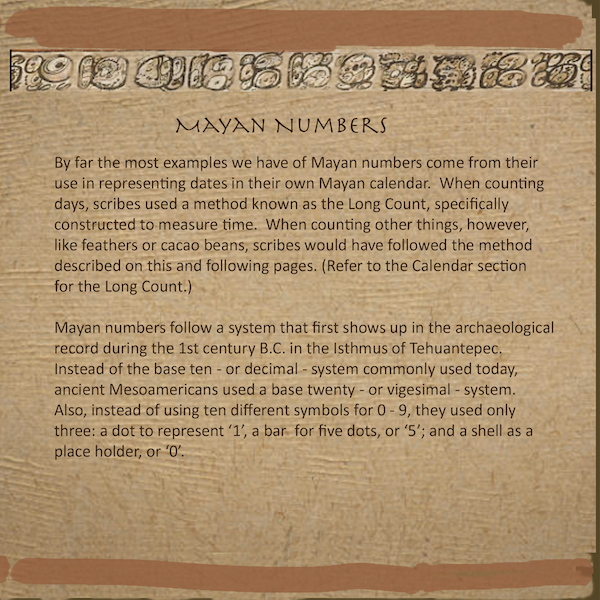 MAYAN NUMBERS
By far the most examples we have of Mayan numbers come from their
use in representing dates in their own Mayan calendar.  When counting
days, scribes used a method known as the Long Count, specifically
constructed to measure time.  When counting other things, however,
like feathers or cacao beans, scribes would have followed the method
described on this and following pages. (Refer to the Calendar section
for the Long Count.)
Mayan numbers follow a system that first shows up in the archaeological
record during the 1st century B.C. in the Isthmus of Tehuantepec.
Instead of the base ten - or decimal - system commonly used today,
ancient Mesoamericans used a base twenty - or vigesimal - system.
Also, instead of using ten different symbols for 0 - 9, they used only
three: a dot to represent ‘1’, a bar  for five dots, or ‘5’; and a shell as a
place holder, or ‘0’.